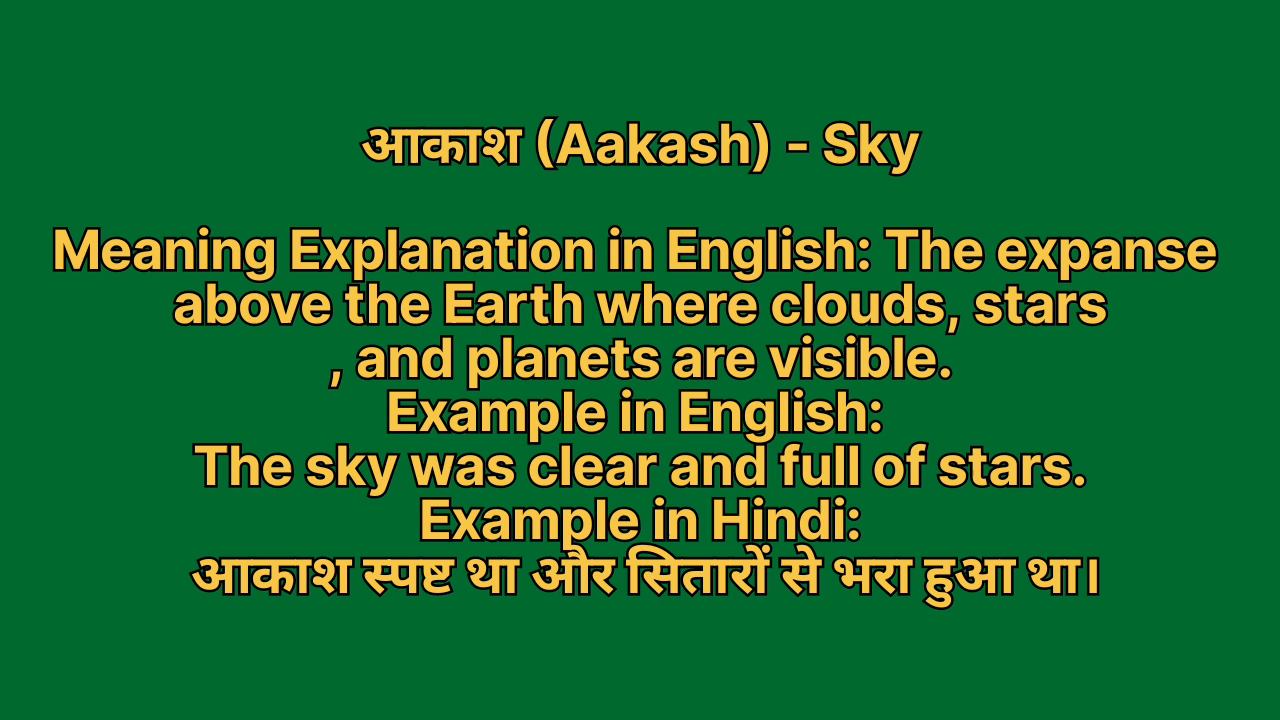 आकाश (Aakash) - Sky
Meaning Explanation in English: The expanse
above the Earth where clouds, stars
, and planets are visible.
Example in English:
The sky was clear and full of stars.
Example in Hindi:
आकाश स्पष्ट था और सितारों से भरा हुआ था।